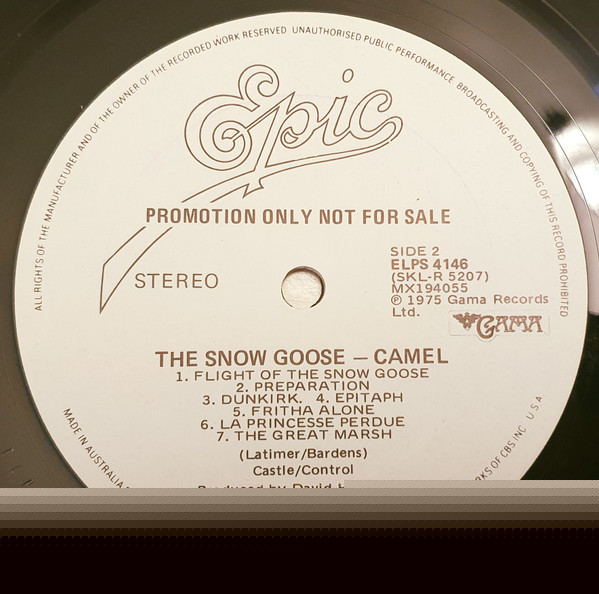 ALL RIGHTS OF THE MANUFACTURER AND OF THE OWNER OF THE RECORDED WORK RESERVED UNAUTHORISED PUBLIC PERFORMANCE BROADCASTING AND COPYING OF THIS RECORD PROHIBITED
Epic
PROMOTION ONLY NOT FOR SALE
STEREO
SIDE 2
ELPS 4146
(SKL-R 5207)
MX194055
℗ 1975 Gama Records
Ltd.
GAMA
THE SNOW GOOSE – CAMEL
1. FLIGHT OF THE SNOW GOOSE
2. PREPARATION
3. DUNKIRK. 4. EPITAPH
5. FRITHA ALONE
6. LA PRINCESSE PERDUE
7. THE GREAT MARSH
(Latimer/Bardens)
Castle/Control
Produced by David
MADE IN AUSTRALIA
OF CBS INC U S A